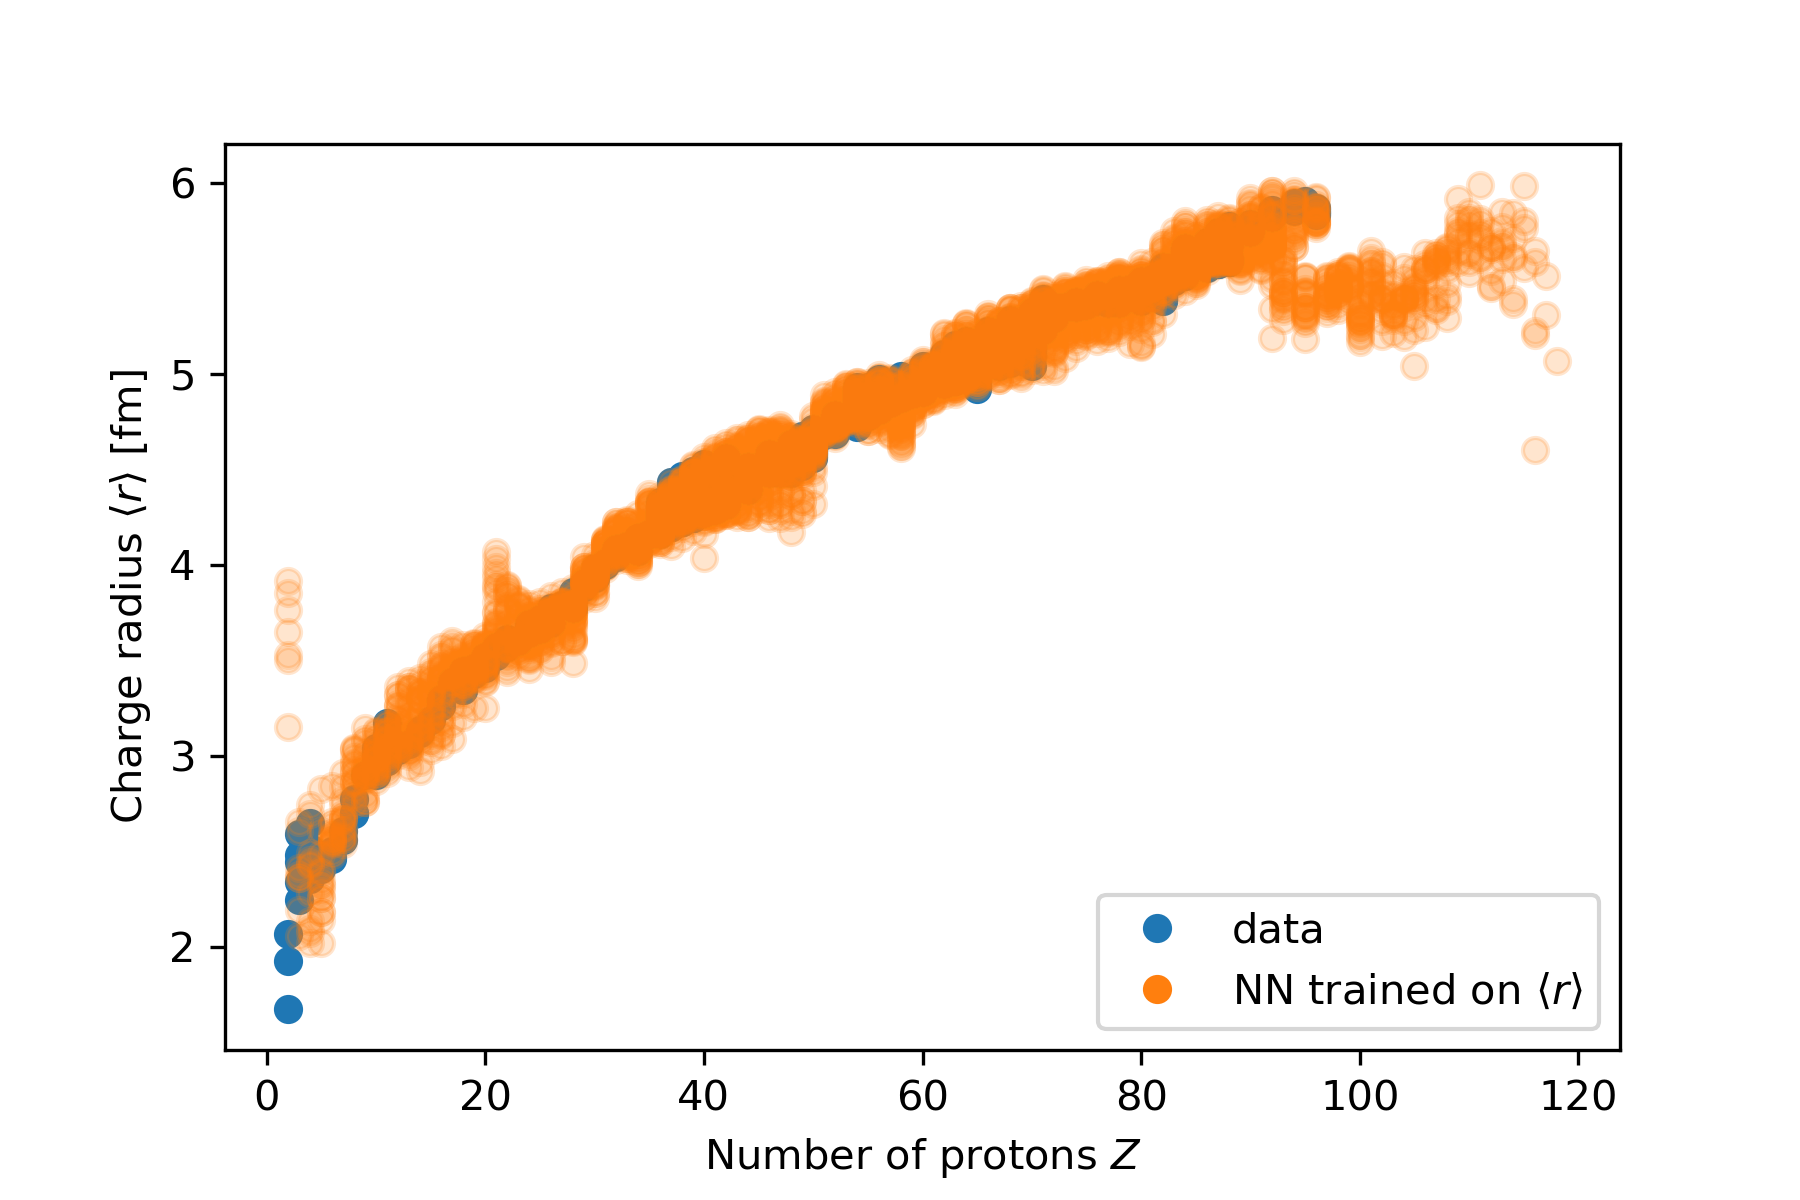 6
5
4
3
2
Charge radius ⟨r⟩ [fm]
data
NN trained on ⟨r⟩
0 20 40 60 80 100 120
Number of protons Z